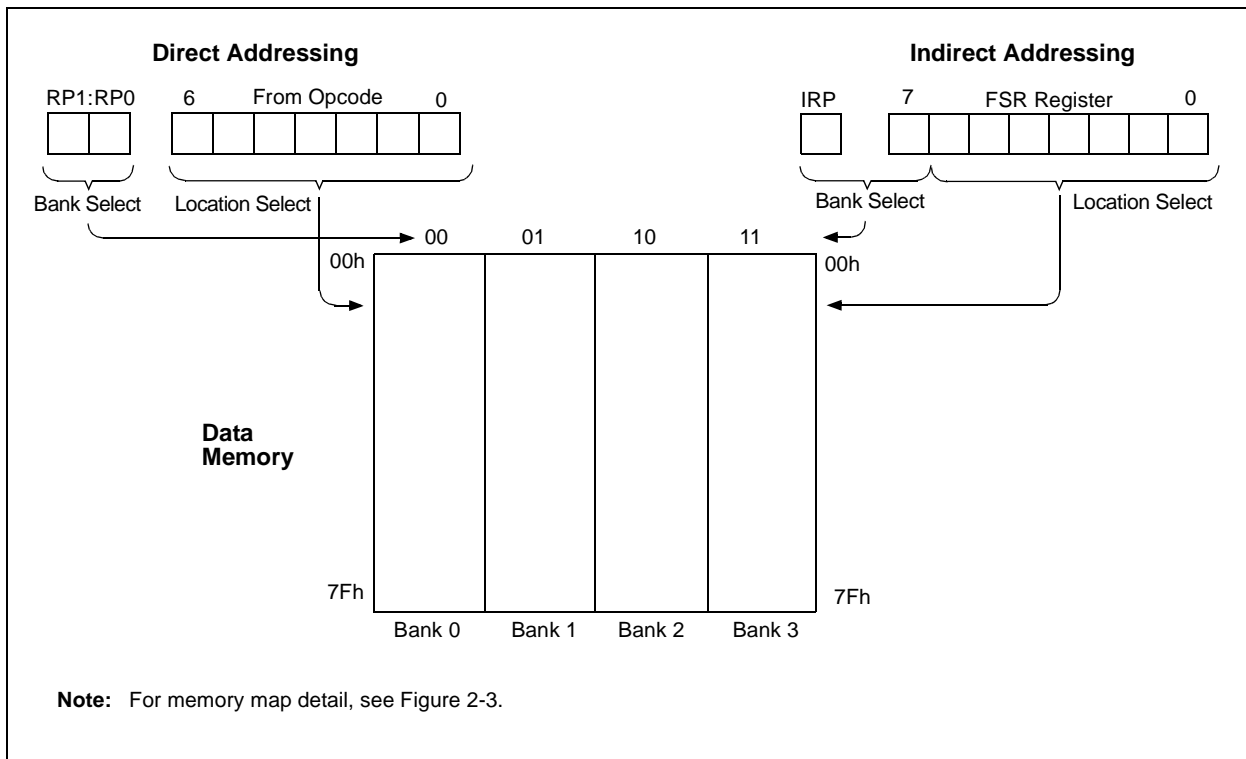 Direct Addressing
Indirect Addressing
RP1:RP0 6 From Opcode 0
IRP 7 FSR Register 0
Bank Select Location Select
Bank Select Location Select
00 01 10 11
00h 00h
Data
Memory
7Fh 7Fh
Bank 0 Bank 1 Bank 2 Bank 3
Note: For memory map detail, see Figure 2-3.